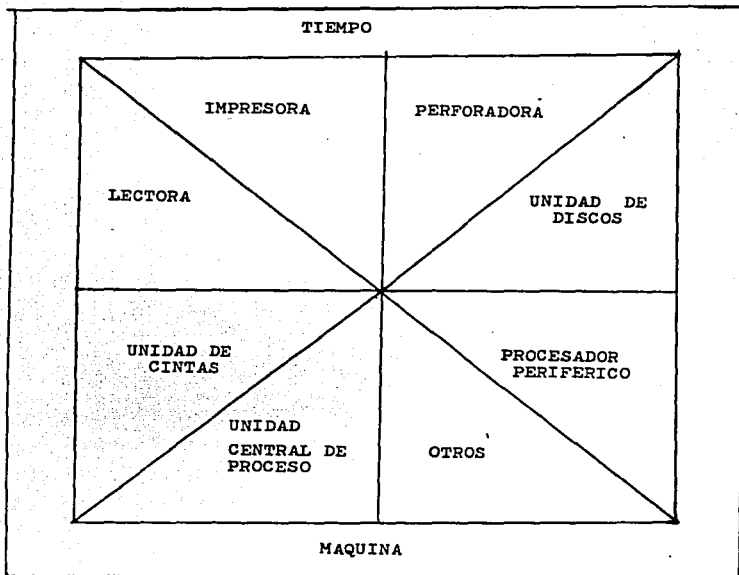 TIEMPO
IMPRESORA
PERFORADORA
LECTORA
UNIDAD DE
DISCOS
UNIDAD DE
CINTAS
PROCESADOR
PERIFERICO
UNIDAD
CENTRAL DE
PROCESO
OTROS
MAQUINA